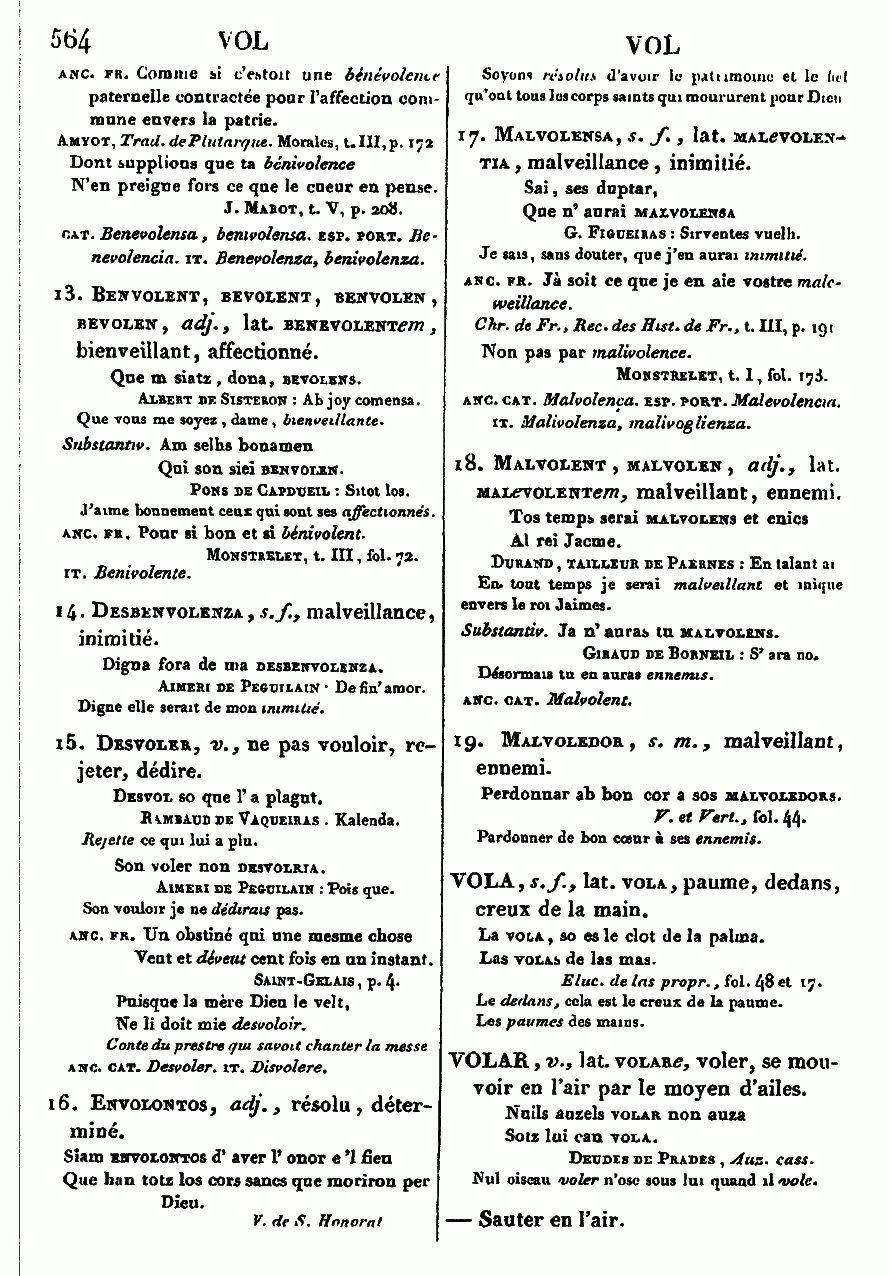 564 VOL
ANC. FR. Comme si c'estoit une bénévolence
paternelle contractée pour l'affection com-
mune envers la patrie.
AMYOT, Trad. de Plutarque. Morales, t. III, p. 172
Dont supplions que ta bénivolence
N'en preigne fors ce que le cueur en pense.
J. MAROT, t. V, p. 208.
CAT. Benevolensa, benivolensa. ESP. PORT. Be-
nevolencia. IT. Benevolenza, benivolenza.
13. BENVOLENT, BEVOLENT, BENVOLEN,
BEVOLEN, adj., lat. BENEVOLENTem,
bienveillant, affectionné.
Que m siatz, dona, BEVOLENS.
ALBERT DE SISTERON : Ab joy comensa.
Que vous me soyez, dame, bienveillante.
Substantiv. Am selhs bonamen
Qui son siei BENVOLEN.
PONS DE CAPDUEIL : Sitot los.
J'aime bonnement ceux qui sont ses affectionnés.
ANC. FR. Pour si bon et si bénivolent.
MONSTRELET, t. III, fol. 72.
IT. Benivolente.
14. DESBENVOLENZA, s. f., malveillance,
inimitié.
Digna fora de ma DESBENVOLENZA.
AIMERI DE PEGUILAIN : De fin' amor.
Digne elle serait de mon inimitié.
15. DESVOLER, v., ne pas vouloir, re-
jeter, dédire.
DESVOL so que l' a plagut.
RAMBAUD DE VAQUEIRAS. Kalenda.
Rejette ce qui lui a plu.
Son voler non DESVOLRIA.
AIMERI DE PEGUILAIN : Pois que.
Son vouloir je ne dédirais pas.
ANC. FR. Un obstiné qui une mesme chose
Veut et déveut cent fois en un instant.
SAINT-GELAIS, p. 4.
Puisque la mère Dieu le velt,
Ne li doit mie desvoloir.
Conte du prestre qui savoit chanter la messe
ANC. CAT. Desvoler. IT. Disvolere.
16. ENVOLONTOS, adj., résolu, déter-
miné.
Siam ENVOLONTOS d' aver l' onor e 'l fieu
Que han totz los cors sancs que moriron per
Dieu.
V. de S. Honorat
VOL
Soyons résolus d'avoir le patrimoine et le fief
qu'ont tous les corps saints qui moururent pour Dieu
17. MALVOLENSA, s. f., lat. MALeVOLEN-
TIA, malveillance, inimitié.
Sai, ses duptar,
Que n' aurai MALVOLENSA
G. FIGUEIRAS : Sirventes vuelh.
Je sais, sans douter, que j'en aurai inimitié.
ANC. FR. Jà soit ce que je en aie vostre male-
weillance.
Chr. de Fr., Rec. des Hist. de Fr., t. III, p. 191
Non pas par malivolence.
MONSTRELET, t. I, fol. 173.
ANC. CAT. Malvolença. ESP. PORT. Malevolencia.
IT. Malivolenza, malivoglienza.
18. MALVOLENT, MALVOLEN, adj., lat.
MALeVOLENTem, malveillant, ennemi.
Tos temps serai MALVOLENS et enics
Al rei Jacme.
DURAND, TAILLEUR DE PAERNES : En talant ai
En tout temps je serai malveillant et inique
envers le roi Jaimes.
Substantiv. Ja n' auras tu MALVOLENS.
GIRAUD DE BORNEIL : S' ara no.
Désormais tu en auras ennemis.
ANC. CAT. Malvolent.
19. MALVOLEDOR, s. m., malveillant,
ennemi.
Perdonnar ab bon cor a sos MALVOLEDORS.
V. et Vert., fol. 44.
Pardonner de bon cœur à ses ennemis.
VOLA, s. f., lat. VOLA, paume, dedans,
creux de la main.
La VOLA, so es le clot de la palma.
Las VOLAS de las mas.
Eluc. de las propr., fol. 48 et 17.
Le dedans, cela est le creux de la paume.
Les paumes des mains.
VOLAR, v., lat. VOLARe, voler, se mou-
voir en l'air par le moyen d'ailes.
Nuils auzels VOLAR non auza
Sotz lui can VOLA.
DEUDES DE PRADES, Auz. cass.
Nul oiseau voler n'ose sous lui quand il vole.
— Sauter en l'air.